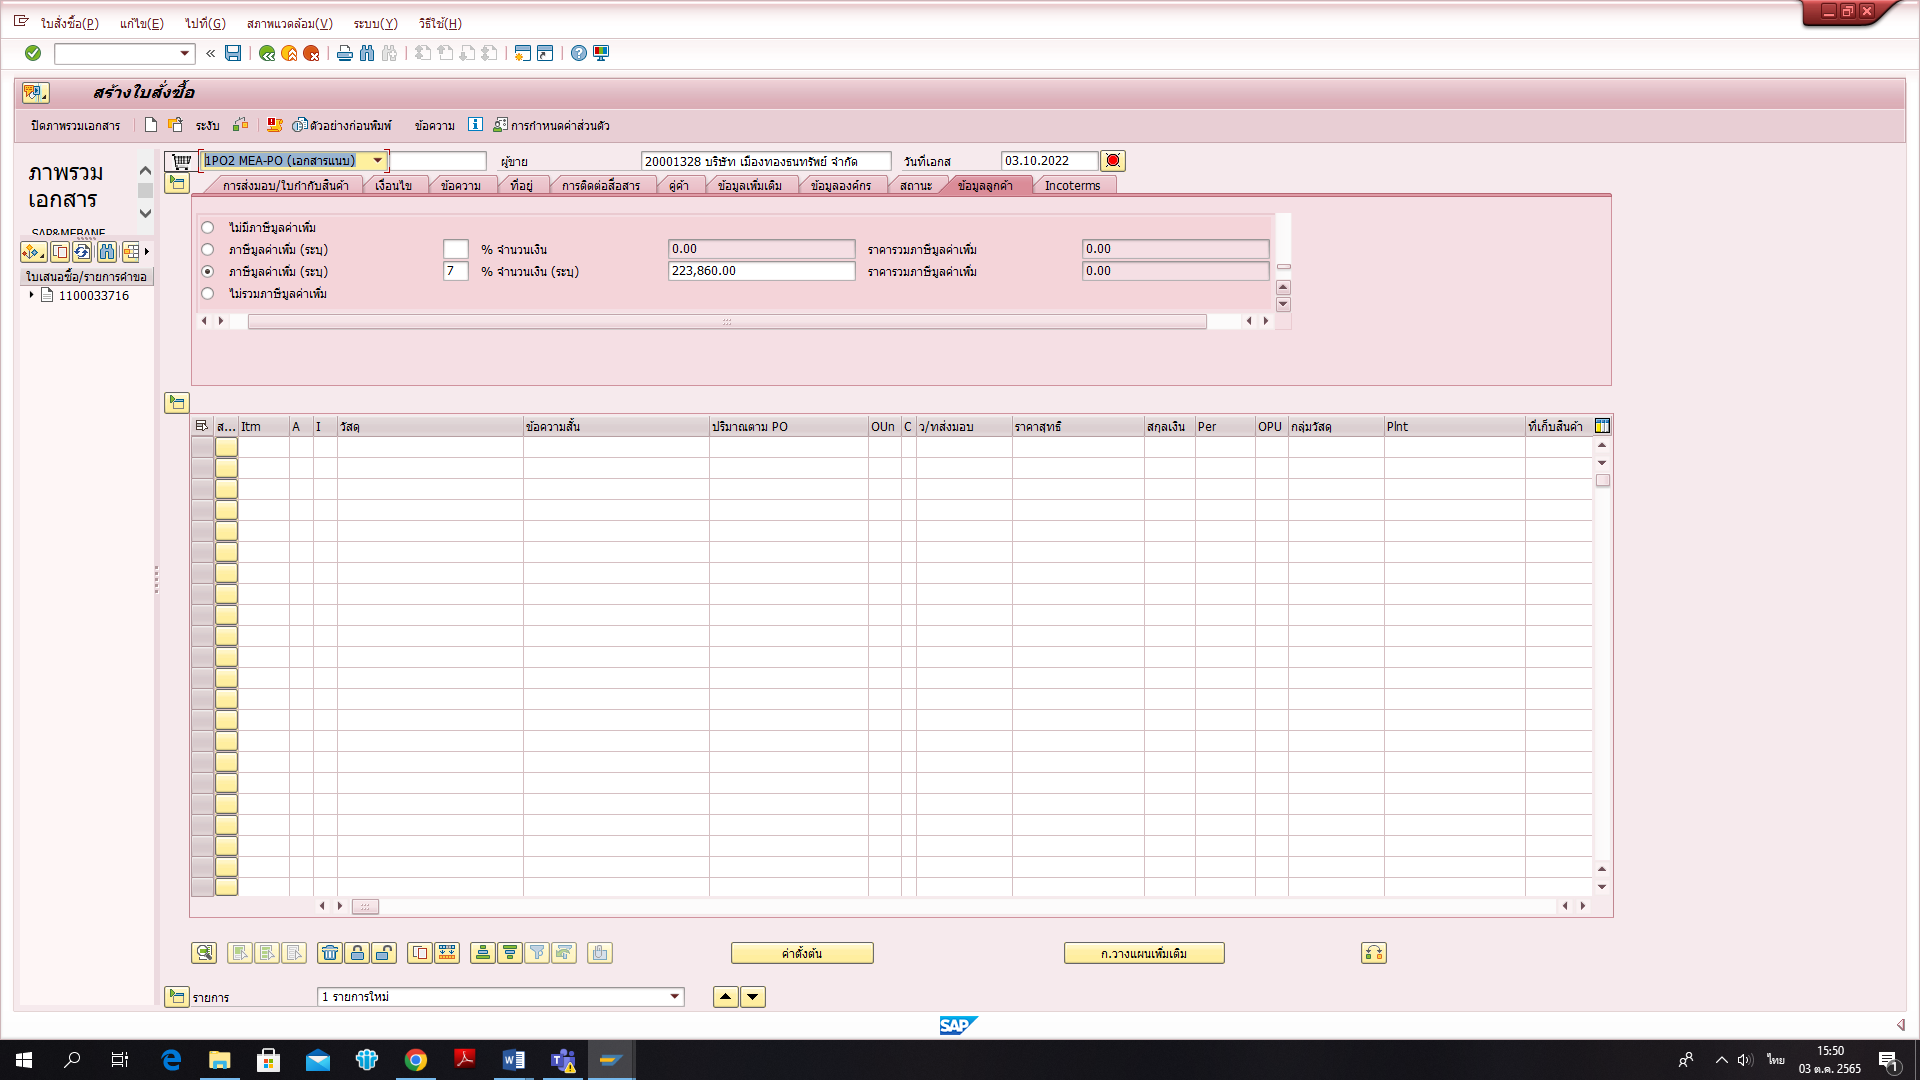 ใบสั่งซื้อ(P) แก้ไข(E) ไปที่(G) สภาพแวดล้อม(V) ระบบ(Y) วิธีใช้(H)
สร้างใบสั่งซื้อ
ปิดภาพรวมเอกสาร ระงับ ตัวอย่างก่อนพิมพ์ ข้อความ การกำหนดค่าส่วนตัว
1PO2 MEA-PO (เอกสารแนบ) ผู้ขาย 20001328 บริษัท เมืองทองธนทรัพย์ จำกัด วันที่เอกส 03.10.2022
ภาพรวม
เอกสาร
SAP&MEBANE
ใบเสนอซื้อ/รายการคำขอ
1100033716
การส่งมอบ/ใบกำกับสินค้า เงื่อนไข ข้อความ ที่อยู่ การติดต่อสื่อสาร คู่ค้า ข้อมูลเพิ่มเติม ข้อมูลองค์กร สถานะ ข้อมูลลูกค้า Incoterms
ไม่มีภาษีมูลค่าเพิ่ม
ภาษีมูลค่าเพิ่ม (ระบุ) % จำนวนเงิน 0.00 ราคารวมภาษีมูลค่าเพิ่ม 0.00
ภาษีมูลค่าเพิ่ม (ระบุ) 7 % จำนวนเงิน (ระบุ) 223,860.00 ราคารวมภาษีมูลค่าเพิ่ม 0.00
ไม่รวมภาษีมูลค่าเพิ่ม
ส... Itm A I วัสดุ ข้อความสั้น ปริมาณตาม PO OUn C ว/ทส่งมอบ ราคาสุทธิ สกุลเงิน Per OPU กลุ่มวัสดุ Plnt ที่เก็บสินค้า
ค่าตั้งต้น ก.วางแผนเพิ่มเติม
รายการ 1 รายการใหม่
SAP
ไทย 15:50
03 ต.ค. 2565
1